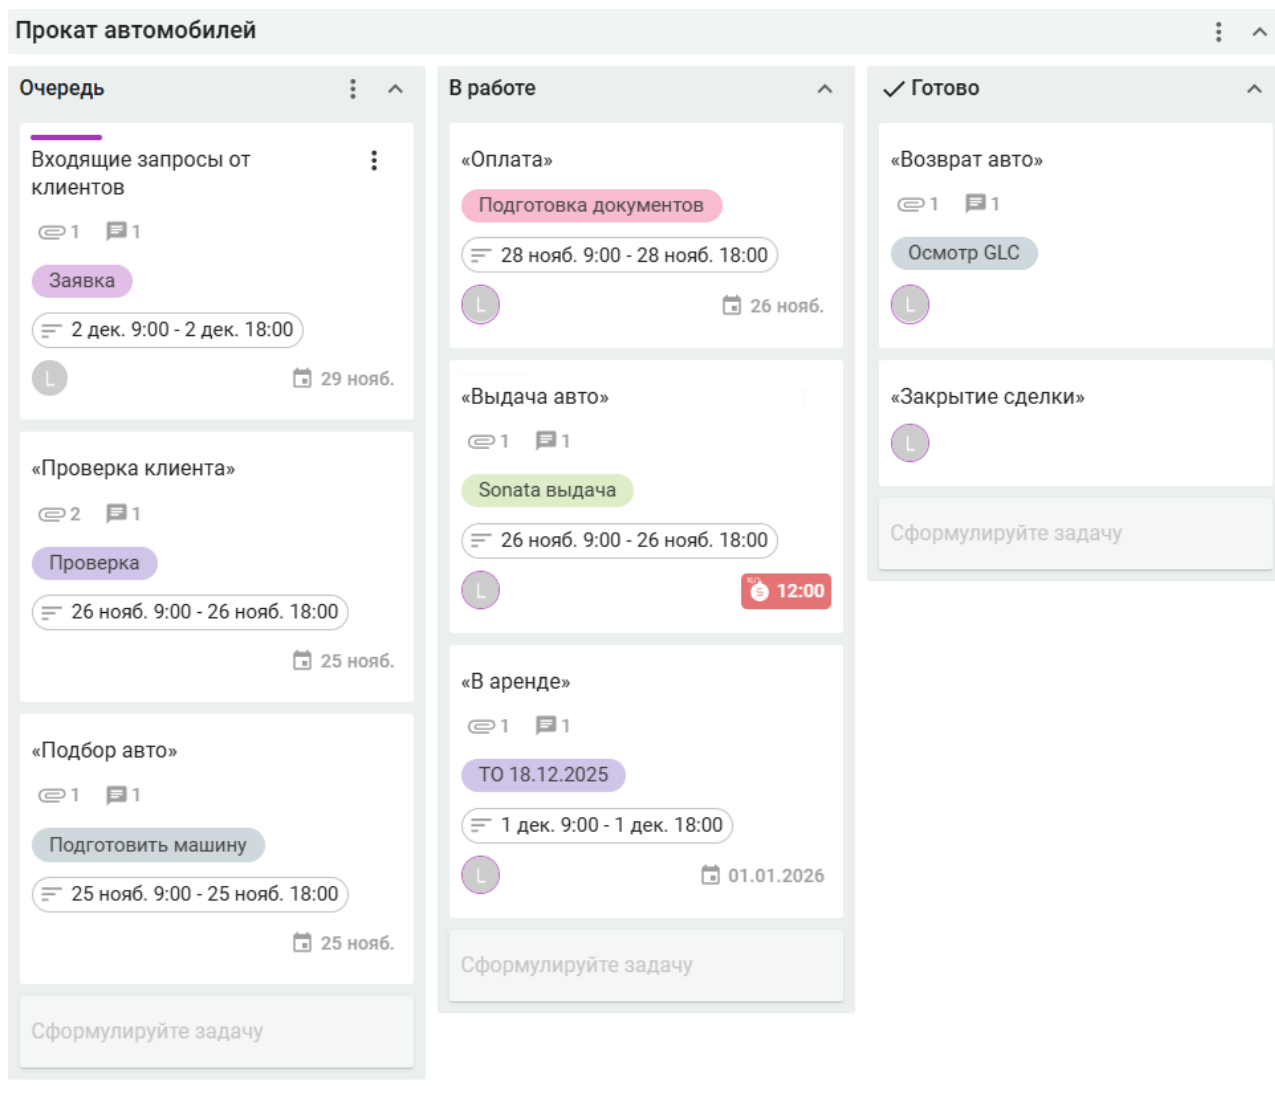 Прокат автомобилей
Очередь
Входящие запросы от
клиентов
1 1
Заявка
2 дек. 9:00 - 2 дек. 18:00
L 29 нояб.
«Проверка клиента»
2 1
Проверка
26 нояб. 9:00 - 26 нояб. 18:00
25 нояб.
«Подбор авто»
1 1
Подготовить машину
25 нояб. 9:00 - 25 нояб. 18:00
25 нояб.
Сформулируйте задачу
В работе
«Оплата»
Подготовка документов
28 нояб. 9:00 - 28 нояб. 18:00
L 26 нояб.
«Выдача авто»
1 1
Sonata выдача
26 нояб. 9:00 - 26 нояб. 18:00
L 12:00
«В аренде»
1 1
ТО 18.12.2025
1 дек. 9:00 - 1 дек. 18:00
L 01.01.2026
Сформулируйте задачу
Готово
«Возврат авто»
1 1
Осмотр GLC
L
«Закрытие сделки»
L
Сформулируйте задачу